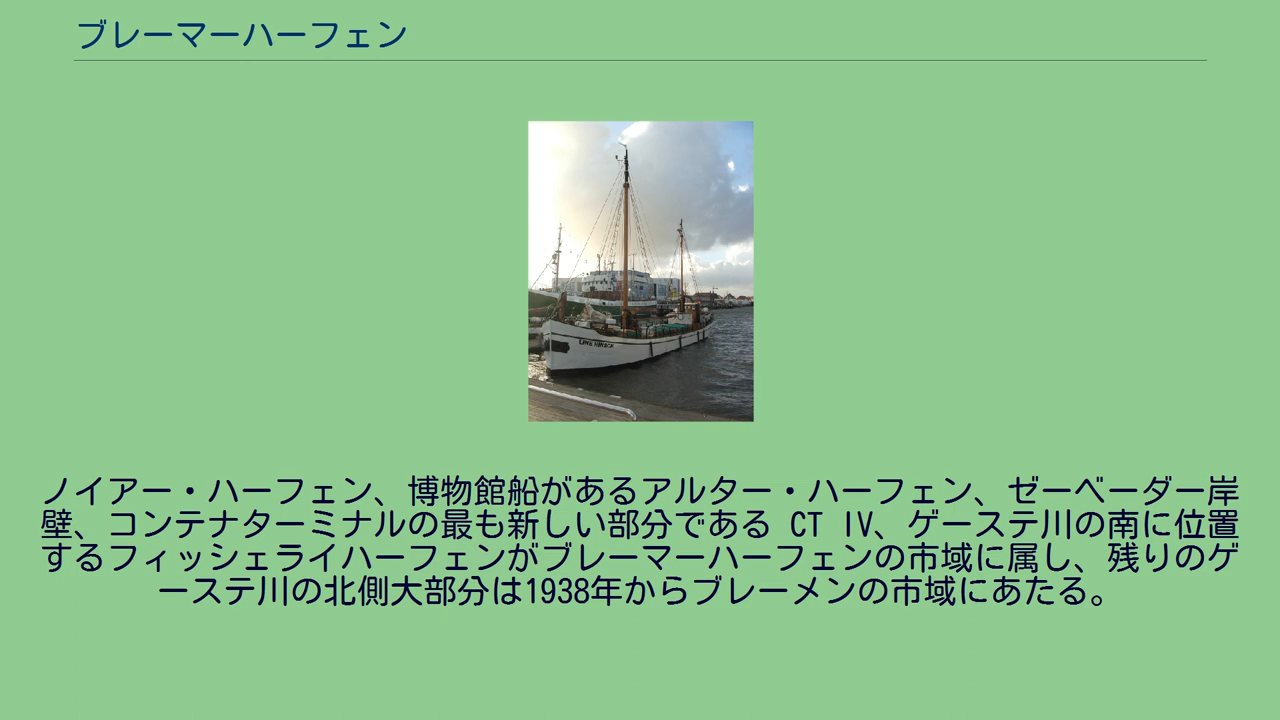 ブレーマーハーフェン
ノイアー・ハーフェン、博物館船があるアルター・ハーフェン、ゼーベーダー岸
壁、コンテナターミナルの最も新しい部分である CT IV、ゲーステ川の南に位置
するフィッシェライハーフェンがブレーマーハーフェンの市域に属し、残りのゲ
ーステ川の北側大部分は1938年からブレーメンの市域にあたる。